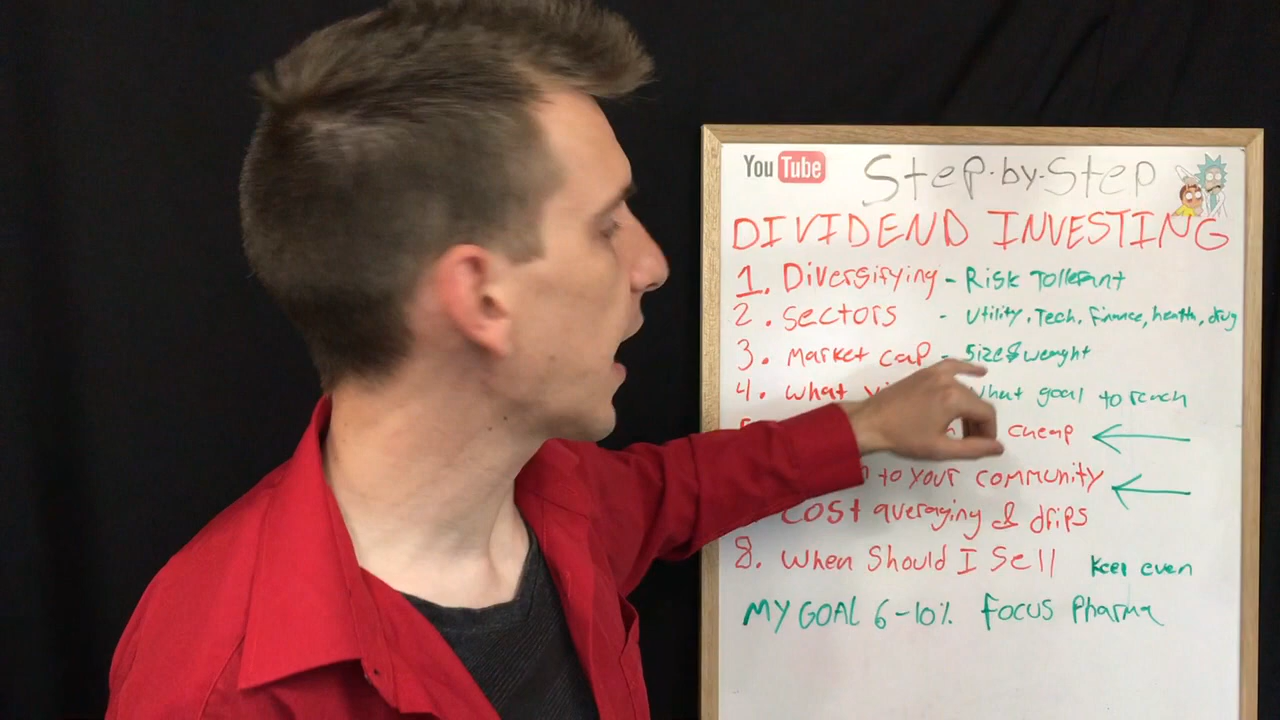 YouTube
Step-by-Step
DIVIDEND INVESTING
1. Diversifying - Risk Tollerant
2. sectors - Utility, Tech, Finance, health, drug
3. market cap - size & weight
4. what what goal to reach
cheap
to your community
cost averaging & drips
8. When Should I Sell Keep even
MY GOAL 6-10% Focus Pharma